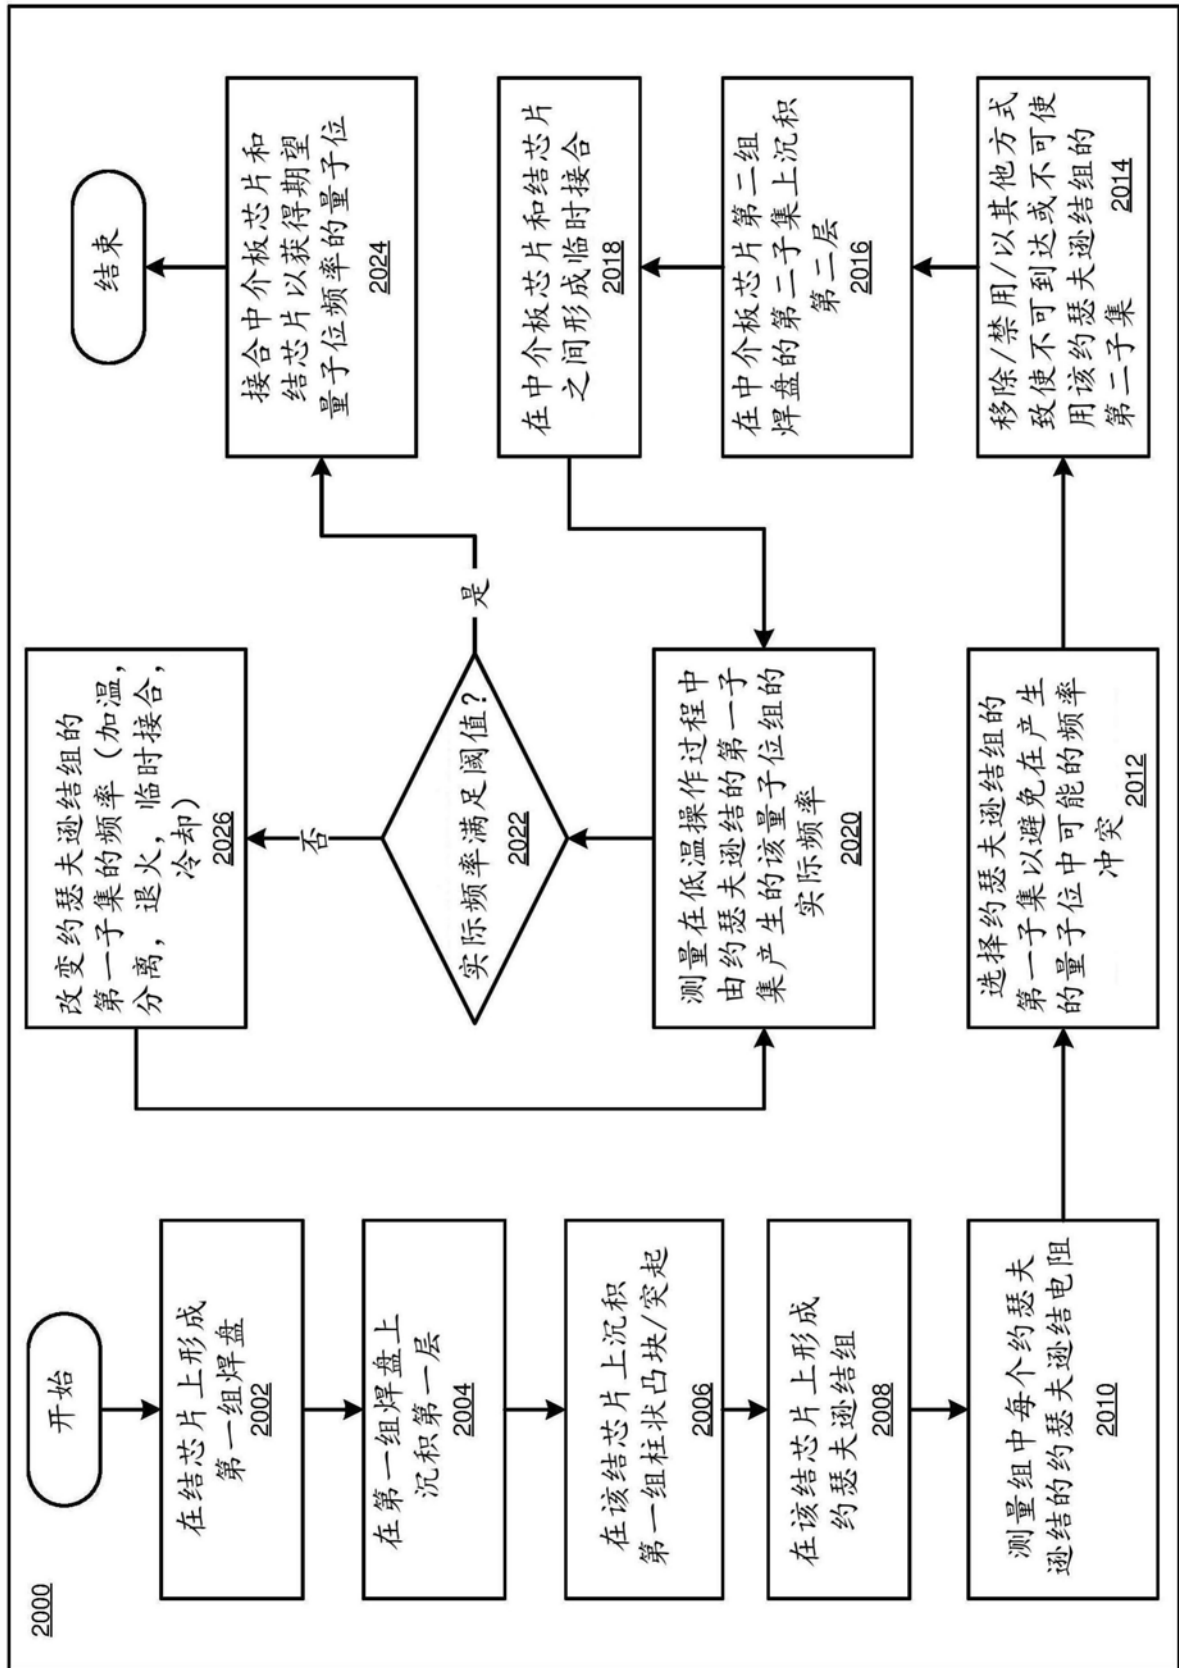 2000
开始
在结芯片上形成
第一组焊盘
2002
在第一组焊盘上
沉积第一层
2004
在该结芯片上沉积
第一组柱状凸块/突起
2006
在该结芯片上形成
约瑟夫逊结组
2008
测量组中每个约瑟夫
逊结的约瑟夫逊结电阻
2010
选择约瑟夫逊结组的
第一子集以避免在产生
的量子位中可能的频率
冲突
2012
移除/禁用/以其他方式
致使不可到达或不可使
用该约瑟夫逊结组的
第二子集
2014
在中介板芯片第二组
焊盘的第二子集上沉积
第二层
2016
在中介板芯片和结芯片
之间形成临时接合
2018
测量在低温操作过程中
由约瑟夫逊结的第一子
集产生的该量子位组的
实际频率
2020
实际频率满足阈值？
2022
否
是
改变约瑟夫逊结组的
第一子集的频率（加温，
分离，退火，临时接合，
冷却）
2026
接合中介板芯片和
结芯片以获得期望
量子位频率的量子位
2024
结束